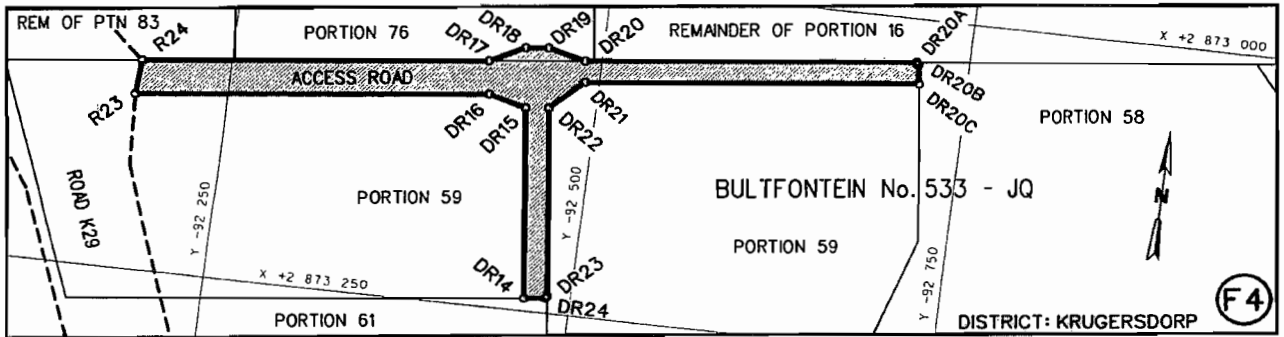 REM OF PTN 83
R24
PORTION 76
DR17
DR18
DR19
DR20
REMAINDER OF PORTION 16
DR20A
X +2 873 000
ACCESS ROAD
R23
DR16
DR15
DR22
DR21
DR20B
DR20C
PORTION 58
ROAD K29
Y -92 250
PORTION 59
Y -92 500
BULTFONTEIN No. 533 - JQ
N
PORTION 59
Y -92 750
X +2 873 250
DR14
DR23
DR24
PORTION 61
DISTRICT: KRUGERSDORP
F4